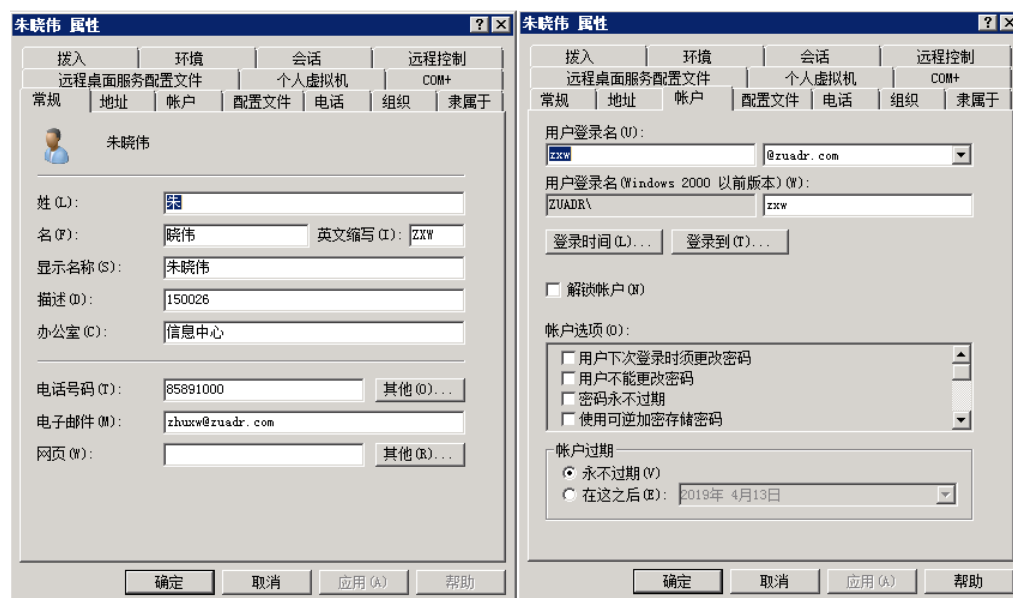 朱晓伟 属性
拨入 环境 会话 远程控制
远程桌面服务配置文件 个人虚拟机 COM+
常规 地址 帐户 配置文件 电话 组织 隶属于
朱晓伟
姓(L): 朱
名(F): 晓伟 英文缩写(I): ZXW
显示名称(S): 朱晓伟
描述(D): 150026
办公室(C): 信息中心
电话号码(T): 85891000 其他(O)...
电子邮件(M): zhuxw@zuadr.com
网页(W): 其他(R)...
确定 取消 应用(A) 帮助
朱晓伟 属性
拨入 环境 会话 远程控制
远程桌面服务配置文件 个人虚拟机 COM+
常规 地址 帐户 配置文件 电话 组织 隶属于
用户登录名(U):
zxw @zuadr.com
用户登录名(Windows 2000 以前版本)(W):
ZUADR\ zxw
登录时间(L)... 登录到(T)...
解锁帐户(N)
帐户选项(O):
用户下次登录时须更改密码
用户不能更改密码
密码永不过期
使用可逆加密存储密码
帐户过期
永不过期(V)
在这之后(E): 2019年 4月13日
确定 取消 应用(A) 帮助